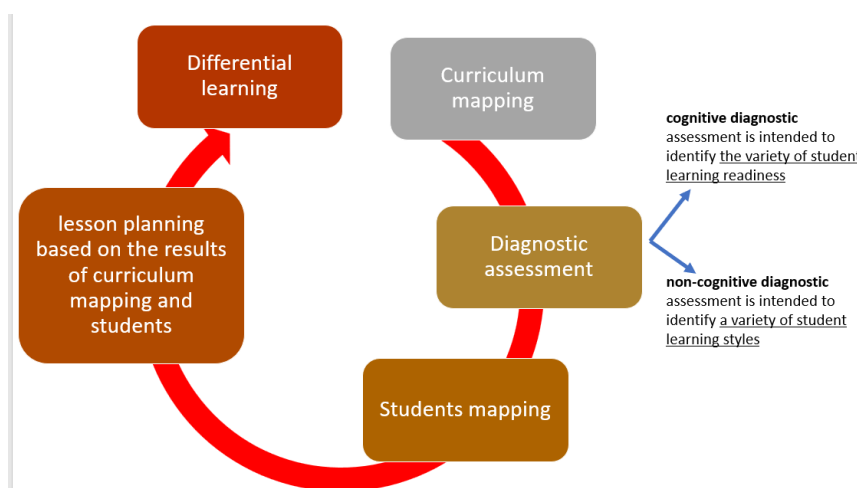 Differential
learning
Curriculum
mapping
cognitive diagnostic
assessment is intended to
identify the variety of student
learning readiness
lesson planning
based on the results
of curriculum
mapping and
students
Diagnostic
assessment
non-cognitive diagnostic
assessment is intended to
identify a variety of student
learning styles
Students mapping